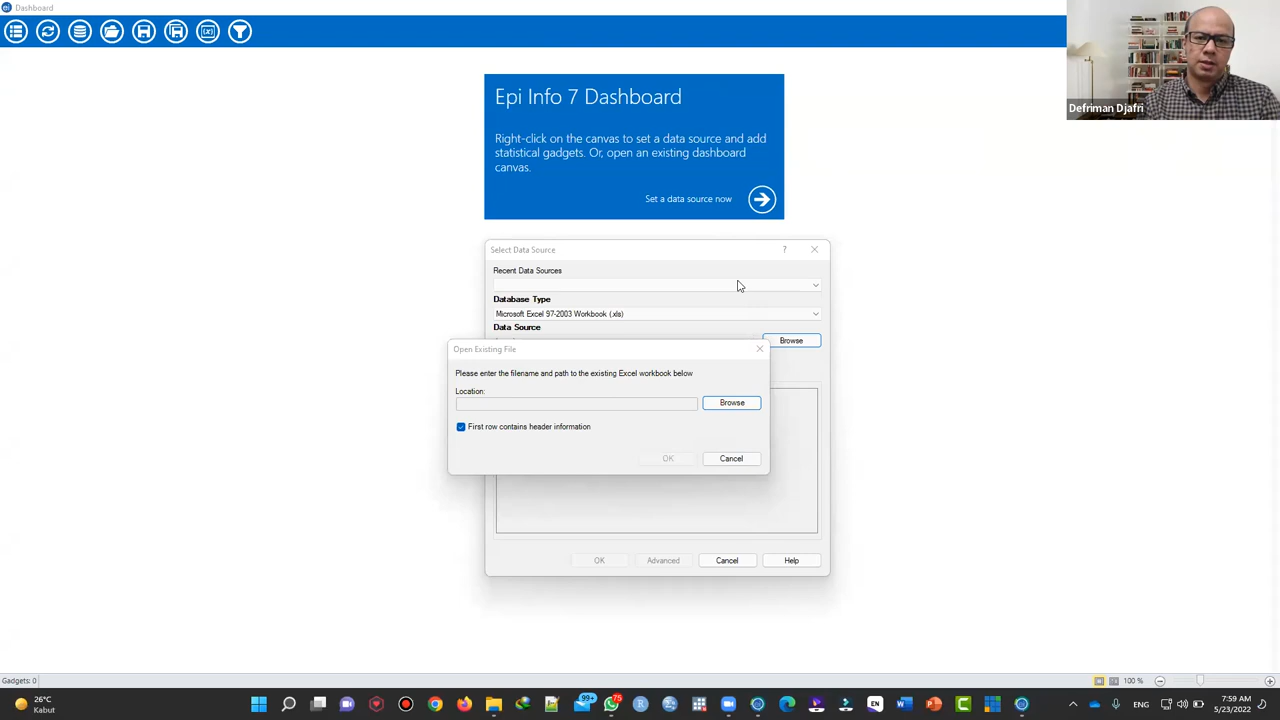 Dashboard
Defriman Djafri
Epi Info 7 Dashboard
Right-click on the canvas to set a data source and add
statistical gadgets. Or, open an existing dashboard
canvas.
Set a data source now
Select Data Source
?
Recent Data Sources
Database Type
Microsoft Excel 97-2003 Workbook (.xls)
Data Source
Browse
Open Existing File
Please enter the filename and path to the existing Excel workbook below
Location:
Browse
First row contains header information
OK
Cancel
OK
Advanced
Cancel
Help
Gadgets: 0
100 %
26°C
Kabut
99+
75
EN
ENG
7:59 AM
5/23/2022